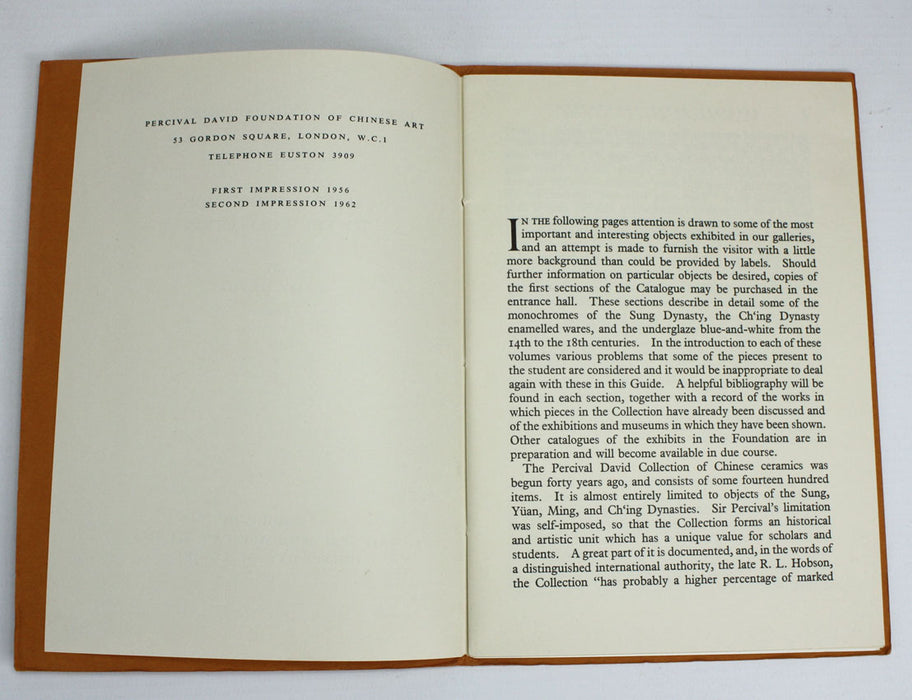 PERCIVAL DAVID FOUNDATION OF CHINESE ART
53 GORDON SQUARE, LONDON, W.C.1
TELEPHONE EUSTON 3909
FIRST IMPRESSION 1956
SECOND IMPRESSION 1962
IN THE following pages attention is drawn to some of the most
important and interesting objects exhibited in our galleries,
and an attempt is made to furnish the visitor with a little
more background than could be provided by labels. Should
further information on particular objects be desired, copies of
the first sections of the Catalogue may be purchased in the
entrance hall. These sections describe in detail some of the
monochromes of the Sung Dynasty, the Ch‘ing Dynasty
enamelled wares, and the underglaze blue-and-white from the
14th to the 18th centuries. In the introduction to each of these
volumes various problems that some of the pieces present to
the student are considered and it would be inappropriate to deal
again with these in this Guide. A helpful bibliography will be
found in each section, together with a record of the works in
which pieces in the Collection have already been discussed and
of the exhibitions and museums in which they have been shown.
Other catalogues of the exhibits in the Foundation are in
preparation and will become available in due course.
The Percival David Collection of Chinese ceramics was
begun forty years ago, and consists of some fourteen hundred
items. It is almost entirely limited to objects of the Sung,
Yüan, Ming, and Ch‘ing Dynasties. Sir Percival's limitation
was self-imposed, so that the Collection forms an historical
and artistic unit which has a unique value for scholars and
students. A great part of it is documented, and, in the words of
a distinguished international authority, the late R. L. Hobson,
the Collection “has probably a higher percentage of marked